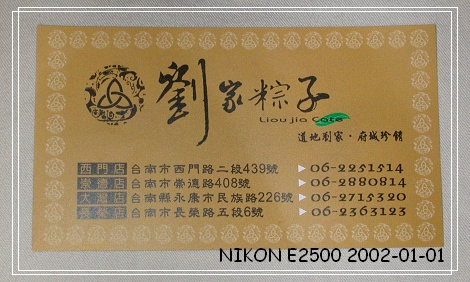 劉家粽子
Liou jia Cate
道地劉家・府城珍饈
西門店 台南市西門路二段439號 ▶06-2251514
崇德店 台南市崇德路408號 ▶06-2880814
大灣店 台南縣永康市民族路226號 ▶06-2715320
長榮店 台南市長榮路五段6號 ▶06-2363123
NIKON E2500 2002-01-01